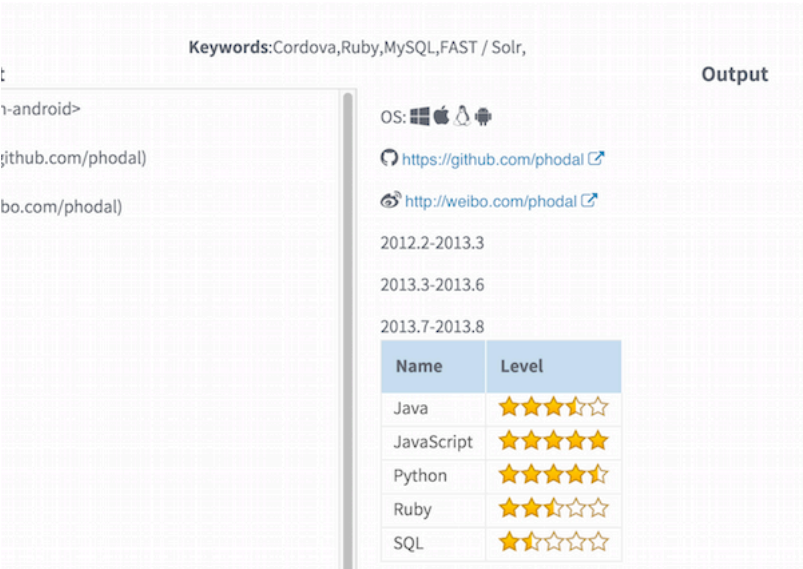 Keywords:Cordova,Ruby,MySQL,FAST / Solr,
t
Output
n-android>
github.com/phodal)
bo.com/phodal)
OS:
https://github.com/phodal
http://weibo.com/phodal
2012.2-2013.3
2013.3-2013.6
2013.7-2013.8
Name Level
Java
JavaScript
Python
Ruby
SQL